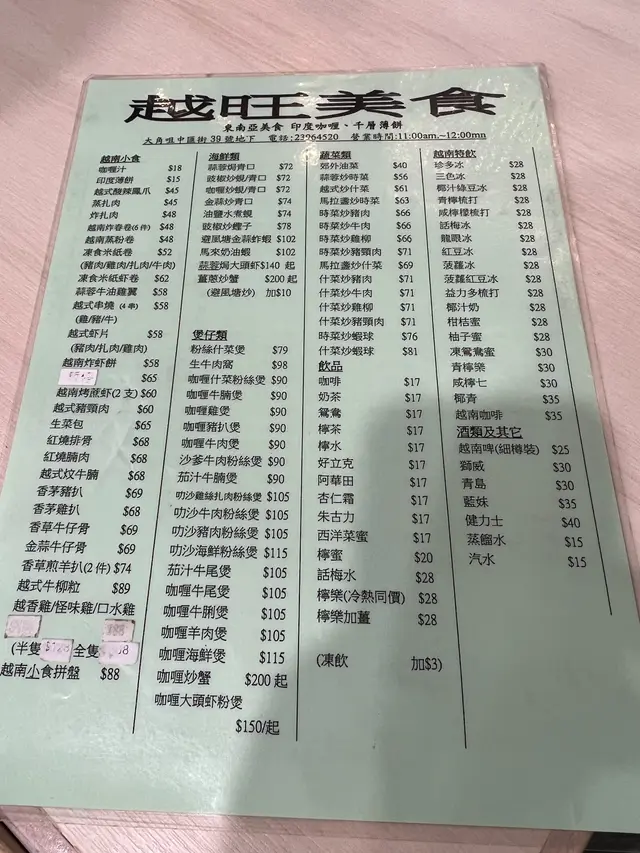 越旺美食
東南亞美食 印度咖喱、千層薄餅
大角咀中匯街39號地下 電話:23964520 營業時間:11:00am.~12:00mn
越南小食
咖喱汁 $18
印度薄餅 $15
越式酸辣鳳爪 $45
蒸扎肉 $45
炸扎肉 $48
越南炸春卷(6件) $48
越南蒸粉卷 $48
凍食米紙卷 $52
(豬肉/雞肉/扎肉/牛肉)
凍食米紙虾卷 $62
蒜蓉牛油雞翼 $58
越式串燒(4串) $58
(雞/豬/牛)
越式虾片 $58
(豬肉/扎肉/雞肉)
越南炸虾餅 $58
$65
越南烤蔗虾(2支) $60
越式豬頸肉 $60
生菜包 $65
紅燒排骨 $68
紅燒腩肉 $68
越式炆牛腩 $68
香茅豬扒 $69
香茅雞扒 $68
香草牛仔骨 $69
金蒜牛仔骨 $69
香草煎羊扒(2件) $74
越式牛柳粒 $89
越香雞/怪味雞/口水雞
(半隻 全隻
越南小食拼盤 $88
海鮮類
蒜蓉焗青口 $72
豉椒炒蜆/青口 $72
咖喱炒蜆/青口 $72
金蒜炒青口 $74
油鹽水煮蜆 $74
豉椒炒蟶子 $78
避風塘金蒜蚱蝦 $102
馬來奶油蝦 $102
蒜蓉焗大頭虾$140 起
薑蔥炒蟹 $200 起
(避風塘炒) 加$10
煲仔類
粉絲什菜煲 $79
生牛肉窩 $98
咖喱什菜粉絲煲 $90
咖喱牛腩煲 $90
咖喱雞煲 $90
咖喱豬扒煲 $90
咖喱牛肉煲 $90
沙爹牛肉粉絲煲 $90
茄汁牛腩煲 $90
叻沙雞絲扎肉粉絲煲 $105
叻沙牛肉粉絲煲 $105
叻沙豬肉粉絲煲 $105
叻沙海鮮粉絲煲 $115
茄汁牛尾煲 $105
咖喱牛尾煲 $105
咖喱牛脷煲 $105
咖喱羊肉煲 $105
咖喱海鮮煲 $115
咖喱炒蟹 $200 起
咖喱大頭虾粉煲
$150/起
蔬菜類
郊外油菜 $40
蒜蓉炒時菜 $56
越式炒什菜 $61
馬拉盞炒時菜 $63
時菜炒豬肉 $66
時菜炒牛肉 $66
時菜炒雞柳 $66
時菜炒豬頸肉 $71
馬拉盞炒什菜 $69
什菜炒豬肉 $71
什菜炒牛肉 $71
什菜炒雞柳 $71
什菜炒豬頸肉 $71
時菜炒蝦球 $76
什菜炒蝦球 $81
飲品
咖啡 $17
奶茶 $17
鴛鴦 $17
檸茶 $17
檸水 $17
好立克 $17
阿華田 $17
杏仁霜 $17
朱古力 $17
西洋菜蜜 $17
檸蜜 $20
話梅水 $28
檸樂(冷熱同價) $28
檸樂加薑 $28
(凍飲 加$3)
越南特飲
珍多冰 $28
三色冰 $28
椰汁綠豆冰 $28
青檸梳打 $28
咸檸檬梳打 $28
話梅冰 $28
龍眼冰 $28
紅豆冰 $28
菠蘿冰 $28
菠蘿紅豆冰 $28
益力多梳打 $28
椰汁奶 $28
柑桔蜜 $28
柚子蜜 $28
凍鴛鴦蜜 $30
青檸樂 $30
咸檸七 $30
椰青 $35
越南咖啡 $35
酒類及其它
越南啤(細樽裝) $25
獅威 $30
青島 $30
藍妹 $35
健力士 $40
蒸餾水 $15
汽水 $15